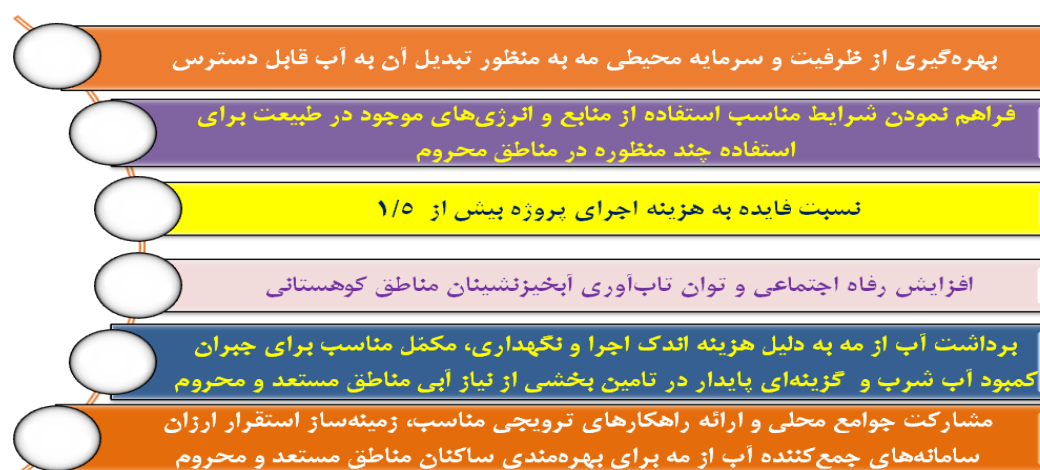 بهره‌گیری از ظرفیت و سرمایه محیطی مه به منظور تبدیل آن به آب قابل دسترس
فراهم نمودن شرایط مناسب استفاده از منابع و انرژی‌های موجود در طبیعت برای
استفاده چند منظوره در مناطق محروم
نسبت فایده به هزینه اجرای پروژه بیش از ۱/۵
افزایش رفاه اجتماعی و توان تاب‌آوری آبخیزنشینان مناطق کوهستانی
برداشت آب از مه به دلیل هزینه اندک اجرا و نگهداری، مکمّل مناسب برای جبران
کمبود آب شرب و گزینه‌ای پایدار در تامین بخشی از نیاز آبی مناطق مستعد و محروم
مشارکت جوامع محلی و ارائه راهکارهای ترویجی مناسب، زمینه‌ساز استقرار ارزان
سامانه‌های جمع‌کننده آب از مه برای بهره‌مندی ساکنان مناطق مستعد و محروم